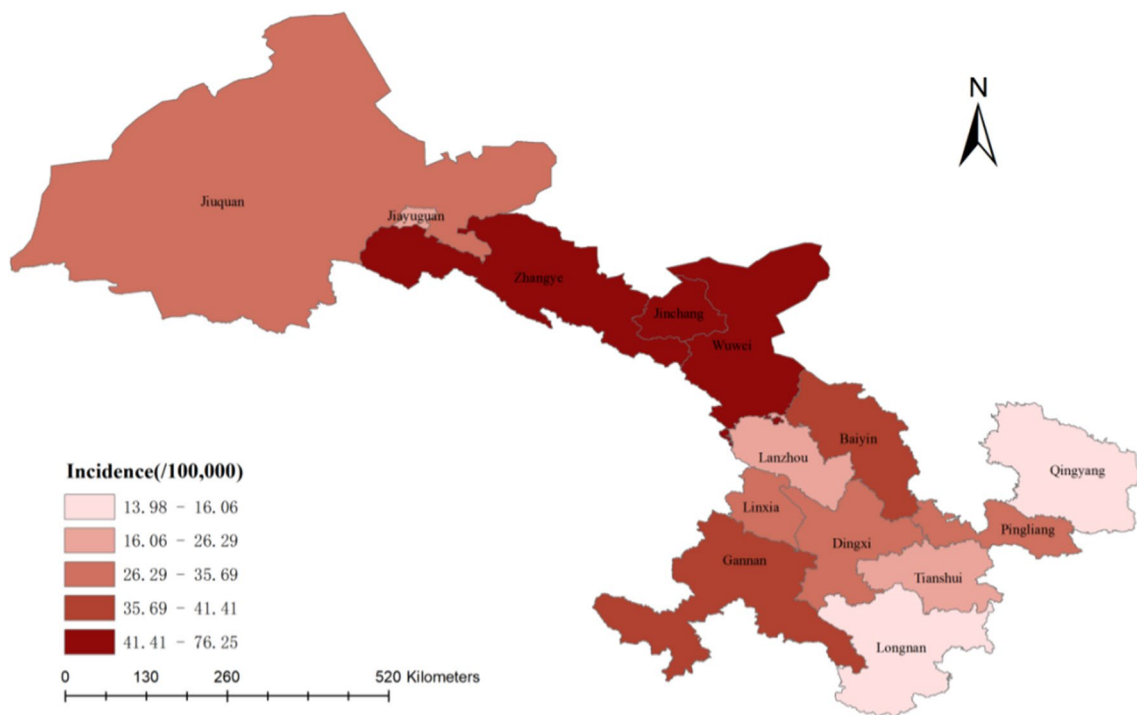 N
Jiuquan
Jiayuguan
Zhangye
Jinchang
Wuwei
Baiyin
Lanzhou
Qingyang
Linxia
Pingliang
Dingxi
Gannan
Tianshui
Longnan
Incidence(/100,000)
13.98 - 16.06
16.06 - 26.29
26.29 - 35.69
35.69 - 41.41
41.41 - 76.25
0 130 260 520 Kilometers